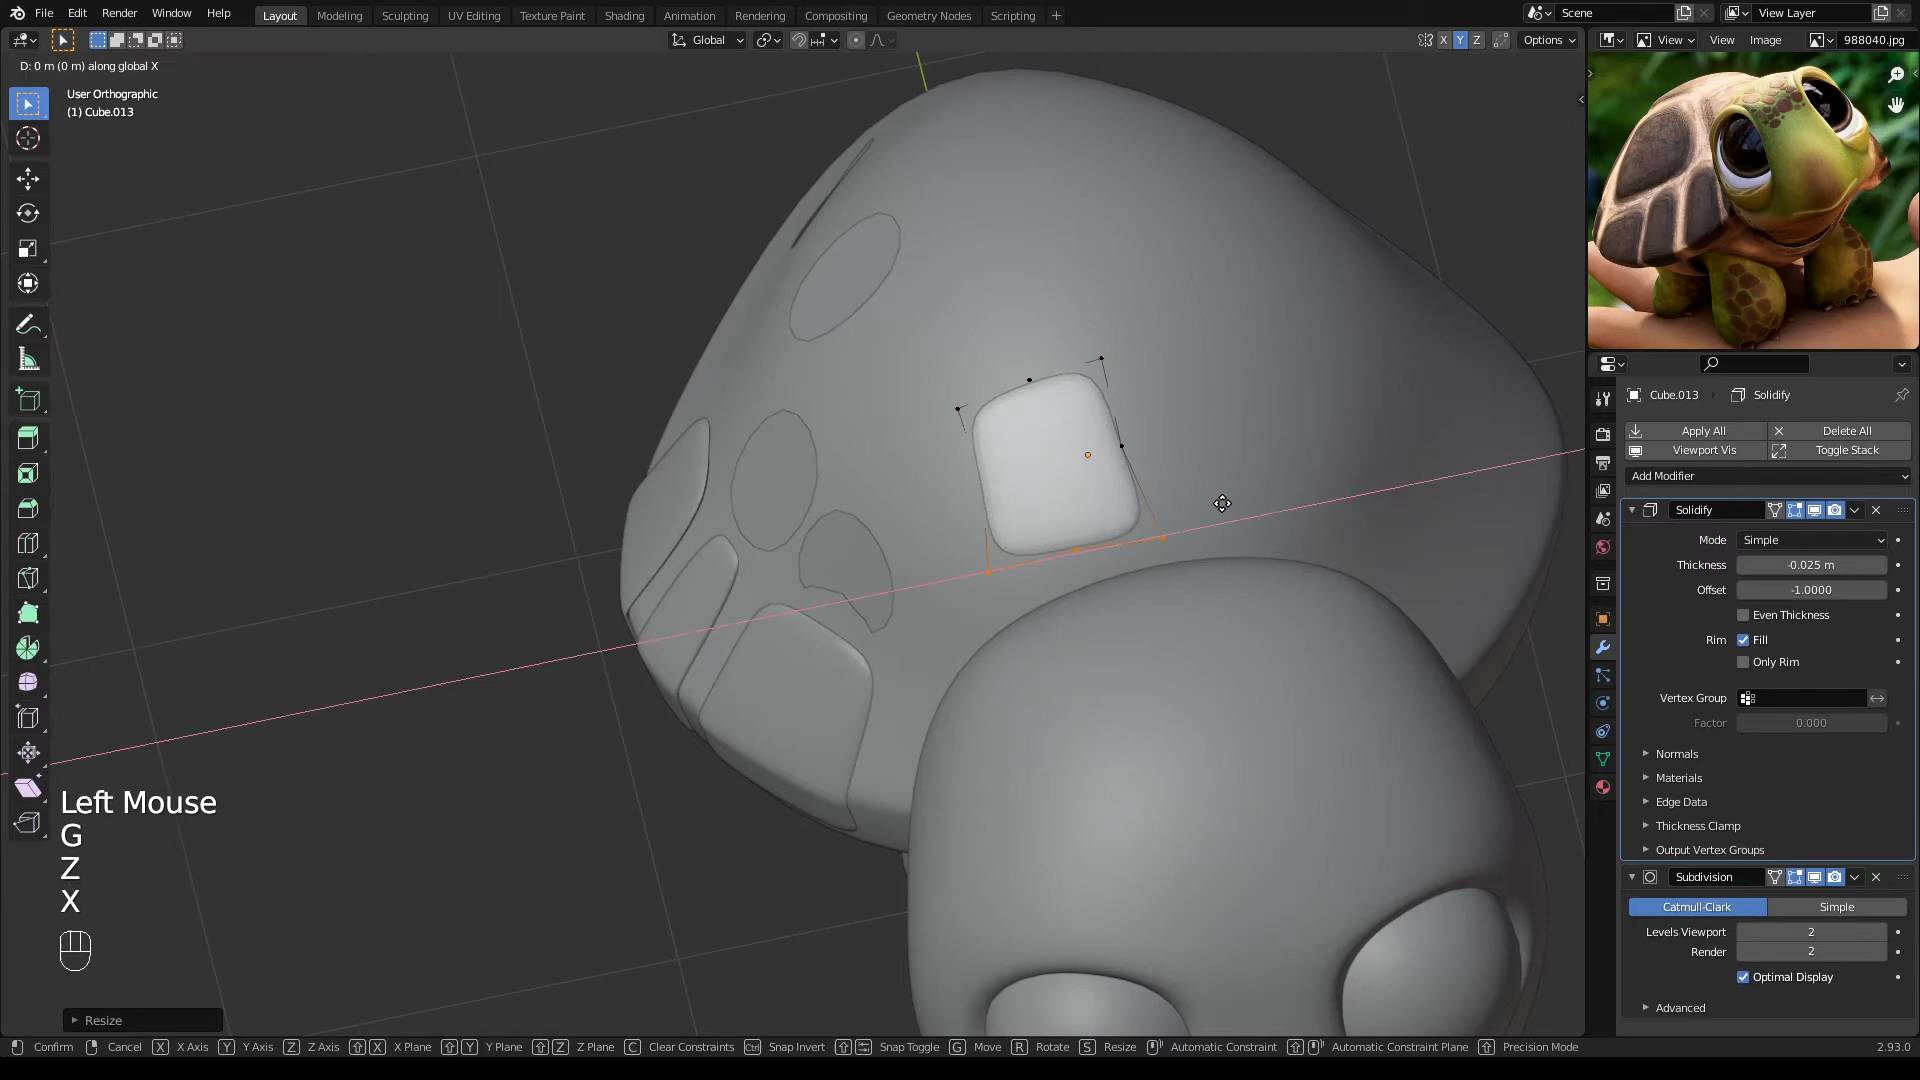 File Edit Render Window Help Layout Modeling Sculpting UV Editing Texture Paint Shading Animation Rendering Compositing Geometry Nodes Scripting + Scene View Layer
Global X Y Z Options View View Image 988040.jpg
D: 0 m (0 m) along global X
User Orthographic
(1) Cube.013
Cube.013 Solidify
Apply All Delete All
Viewport Vis Toggle Stack
Add Modifier
Solidify
Mode Simple
Thickness -0.025 m
Offset -1.0000
Even Thickness
Rim Fill
Only Rim
Vertex Group
Factor 0.000
Normals
Materials
Edge Data
Thickness Clamp
Output Vertex Groups
Subdivision
Catmull-Clark Simple
Levels Viewport 2
Render 2
Optimal Display
Advanced
Left Mouse
G
Z
X
Resize
Confirm Cancel X X Axis Y Y Axis Z Z Axis X X Plane Y Y Plane Z Z Plane C Clear Constraints Ctrl Snap Invert Snap Toggle G Move R Rotate S Resize Automatic Constraint Automatic Constraint Plane Precision Mode 2.93.0